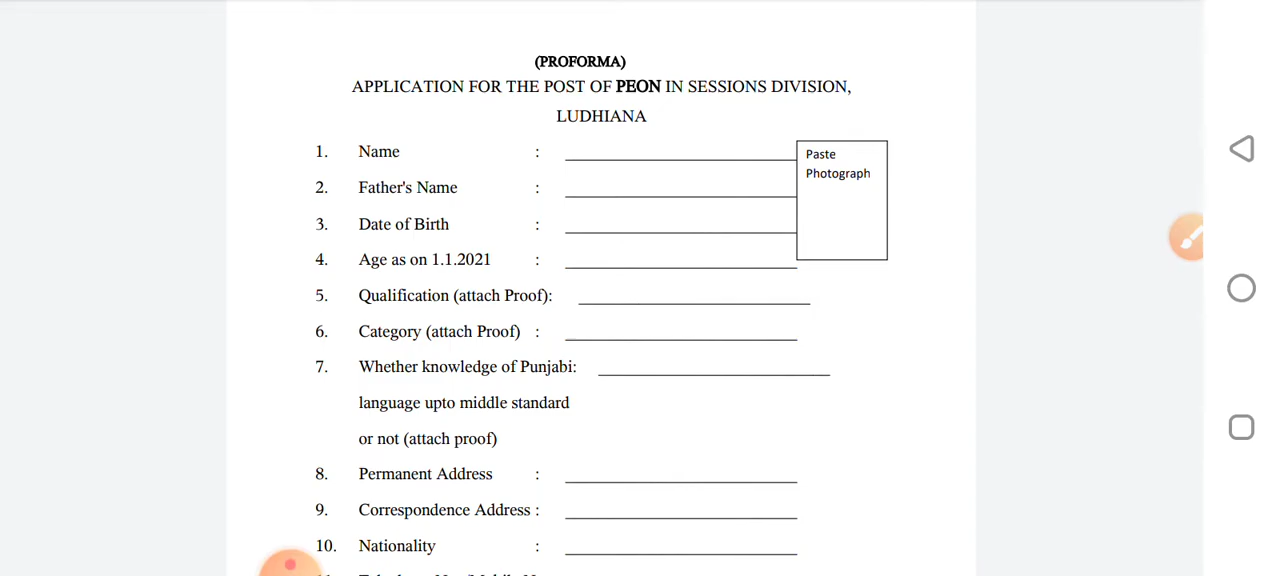 (PROFORMA)
APPLICATION FOR THE POST OF PEON IN SESSIONS DIVISION,
LUDHIANA
Paste
Photograph
1. Name :
2. Father's Name :
3. Date of Birth :
4. Age as on 1.1.2021 :
5. Qualification (attach Proof):
6. Category (attach Proof) :
7. Whether knowledge of Punjabi:
language upto middle standard
or not (attach proof)
8. Permanent Address :
9. Correspondence Address :
10. Nationality :